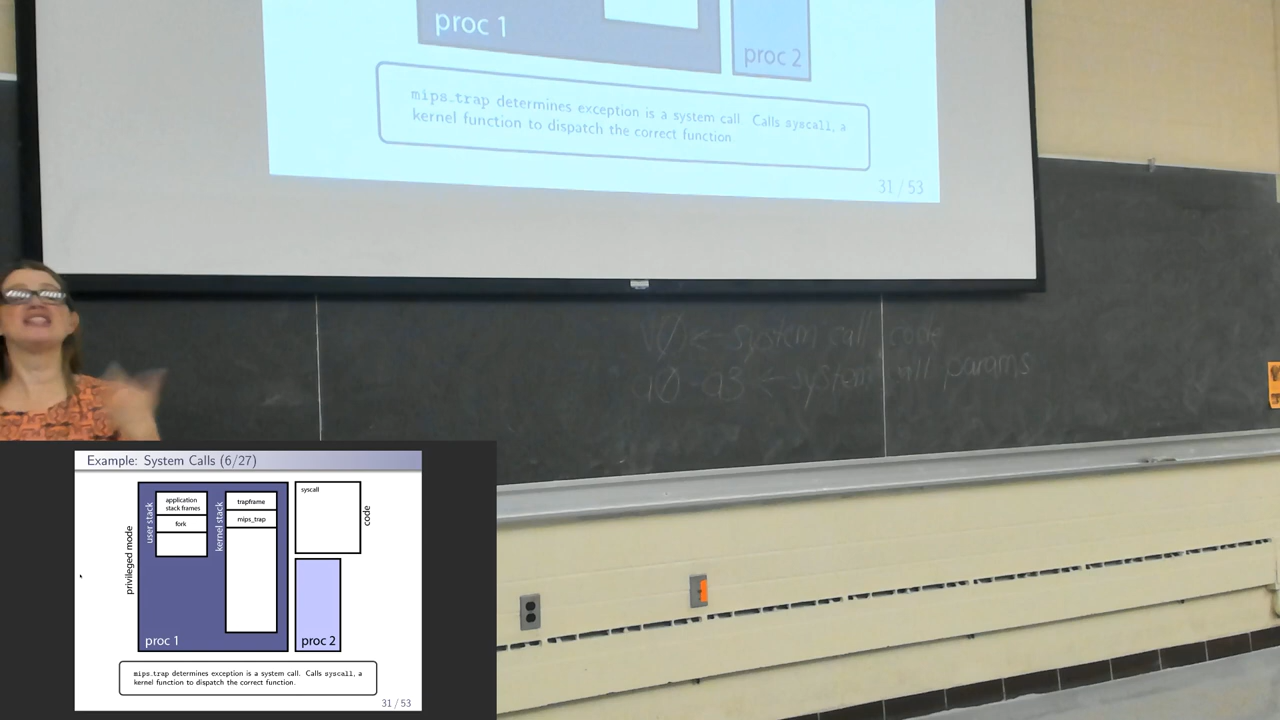 proc 1
proc 2
mips_trap determines exception is a system call. Calls syscall, a
kernel function to dispatch the correct function.
31 / 53
v0 ← system call code
a0-a3 ← system call params
Example: System Calls (6/27)
privileged mode
user stack
application
stack frames
fork
kernel stack
trapframe
mips_trap
syscall
code
proc 1
proc 2
mips_trap determines exception is a system call. Calls syscall, a
kernel function to dispatch the correct function.
31 / 53